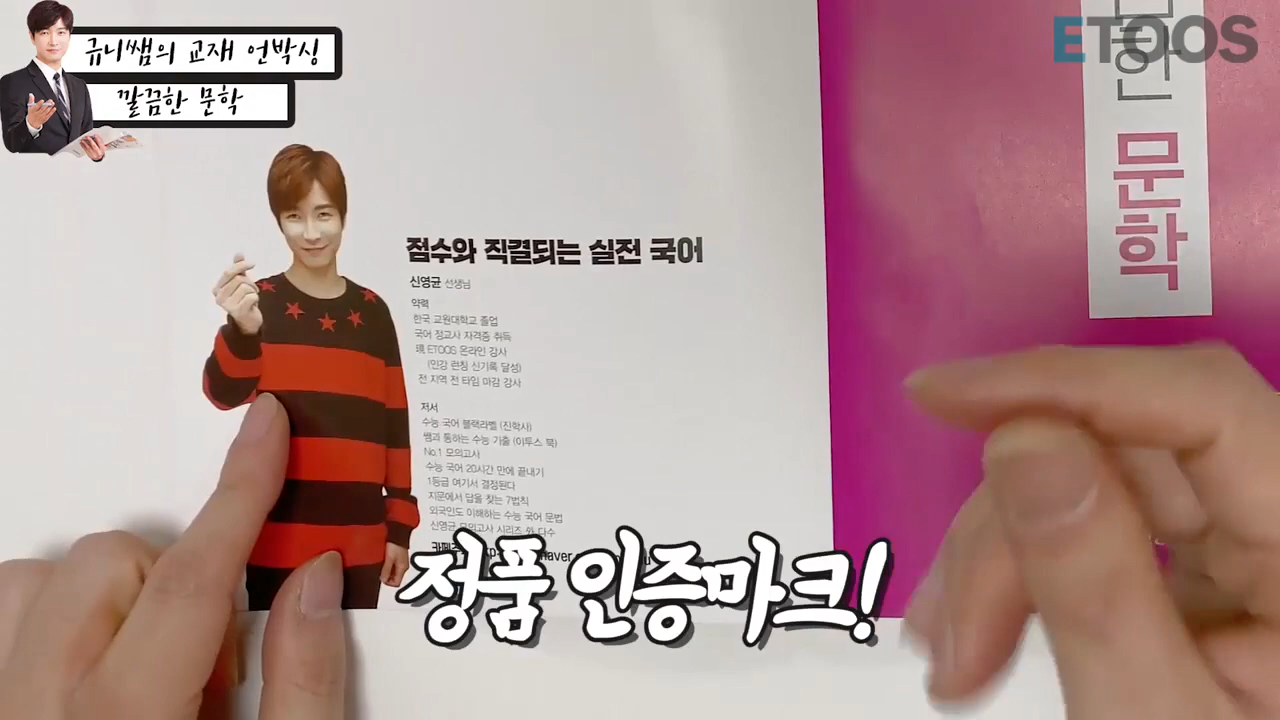 규니쌤의 교재 언박싱
깔끔한 문학
ETOOS
문학
점수와 직결되는 실전 국어
신영균 선생님
약력
한국 교원대학교 졸업
국어 정교사 자격증 취득
現 ETOOS 온라인 강사
(인강 런칭 신기록 달성)
전 지역 전 타임 마감 강사
저서
수능 국어 블랙라벨 (진학사)
쌤과 통하는 수능 기출 (이투스 북)
No.1 모의고사
수능 국어 20시간 만에 끝내기
1등급 여기서 결정된다
지문에서 답을 찾는 7법칙
외국인도 이해하는 수능 국어 문법
신영균 모의고사 시리즈 외 다수
정품 인증마크!